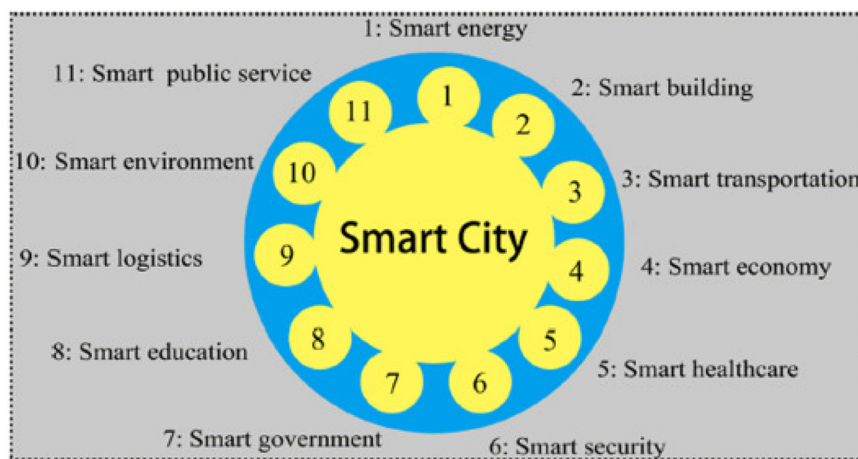 1: Smart energy
11: Smart public service
2: Smart building
10: Smart environment
3: Smart transportation
9: Smart logistics
4: Smart economy
8: Smart education
5: Smart healthcare
7: Smart government
6: Smart security
Smart City
1
2
3
4
5
6
7
8
9
10
11